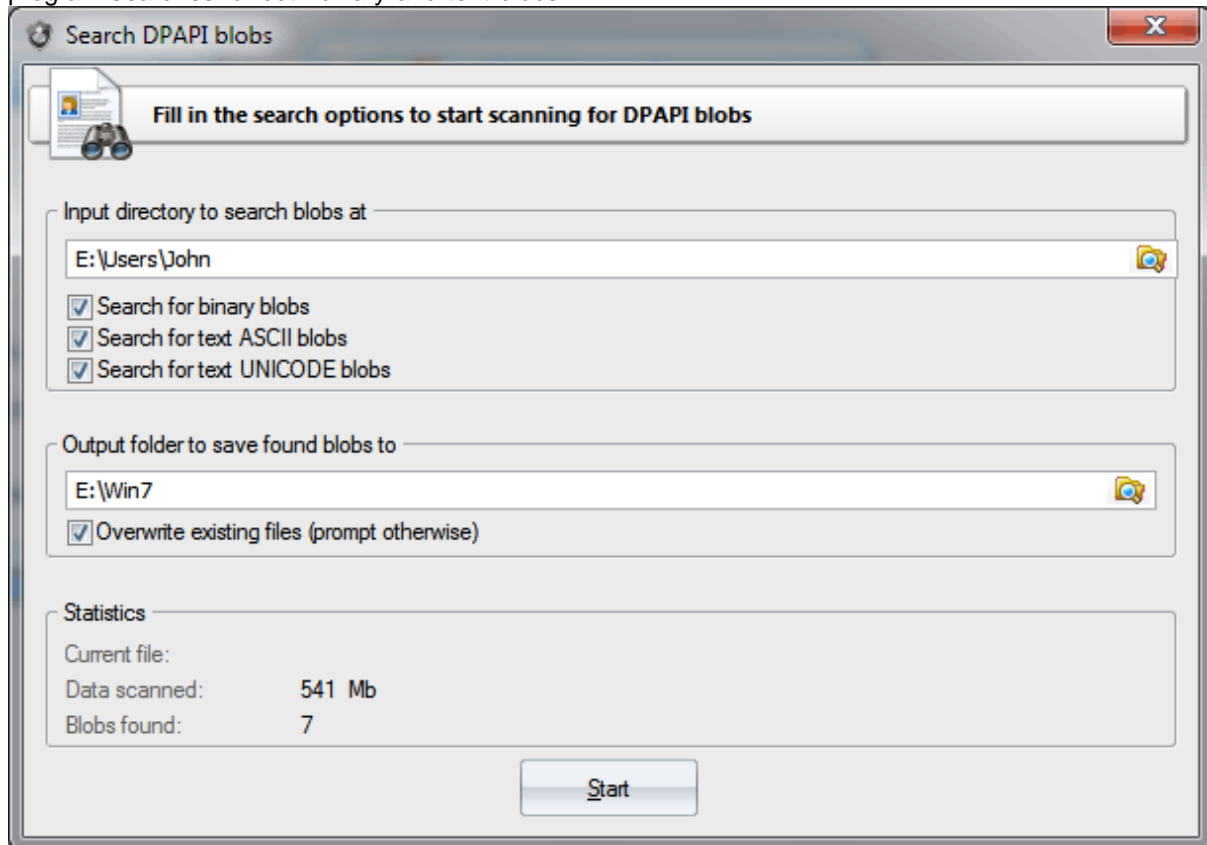 Search DPAPI blobs
Fill in the search options to start scanning for DPAPI blobs
Input directory to search blobs at
E:\Users\John
Search for binary blobs
Search for text ASCII blobs
Search for text UNICODE blobs
Output folder to save found blobs to
E:\Win7
Overwrite existing files (prompt otherwise)
Statistics
Current file:
Data scanned: 541 Mb
Blobs found: 7
Start